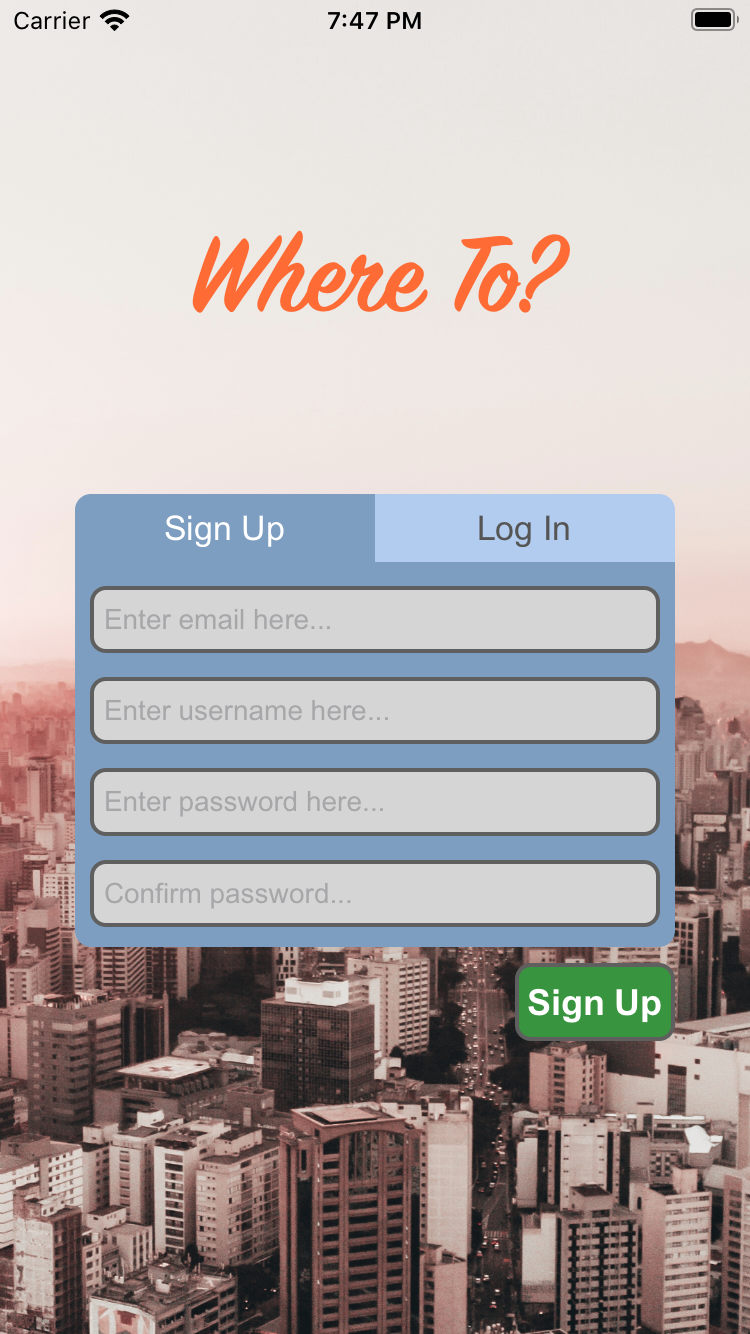 Carrier 7:47 PM
Where To?
Sign Up Log In
Enter email here...
Enter username here...
Enter password here...
Confirm password...
Sign Up